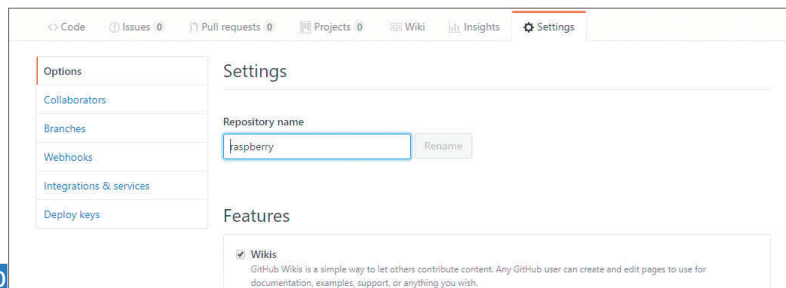 Code Issues 0 Pull requests 0 Projects 0 Wiki Insights Settings
Options
Collaborators
Branches
Webhooks
Integrations & services
Deploy keys
Settings
Repository name
raspberry Rename
Features
Wikis
GitHub Wikis is a simple way to let others contribute content. Any GitHub user can create and edit pages to use for
documentation, examples, support, or anything you wish.